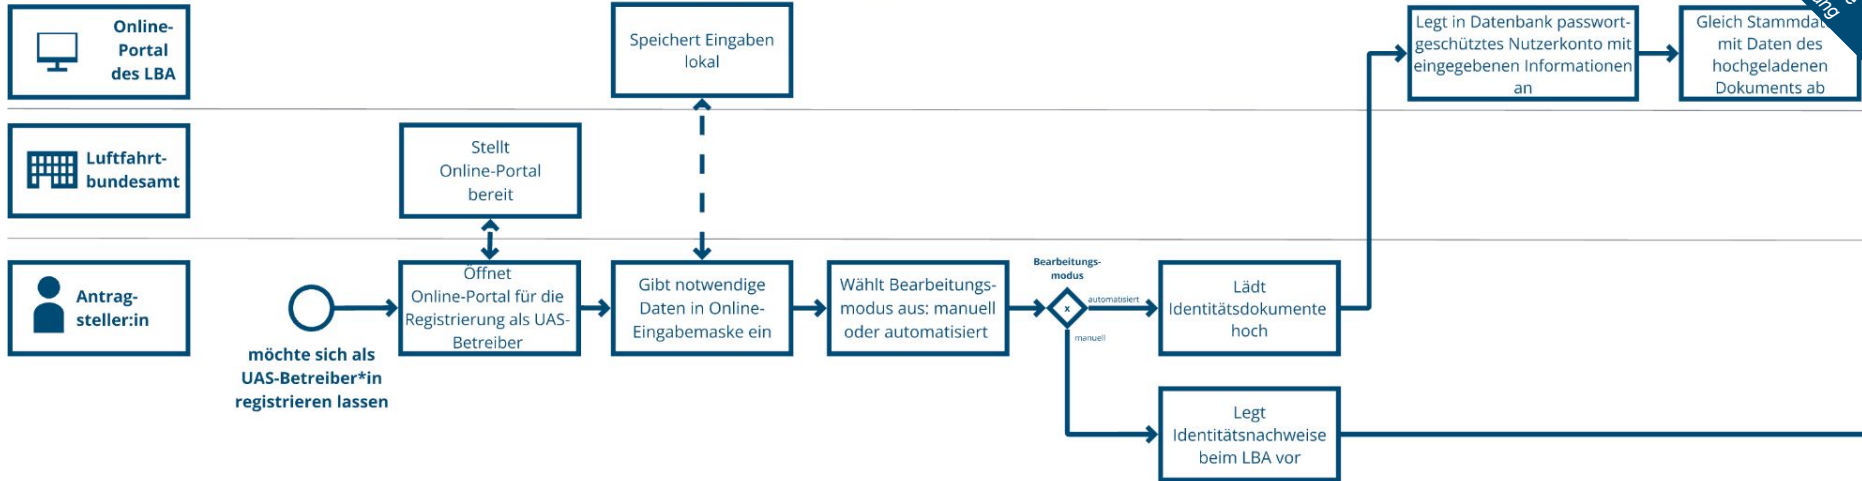 Online-
Portal
des LBA
Speichert Eingaben
lokal
Legt in Datenbank passwort-
geschütztes Nutzerkonto mit
eingegebenen Informationen
an
Gleich Stammdat
mit Daten des
hochgeladenen
Dokuments ab
ung
Luftfahrt-
bundesamt
Stellt
Online-Portal
bereit
Antrag-
steller:in
möchte sich als
UAS-Betreiber*in
registrieren lassen
Öffnet
Online-Portal für die
Registrierung als UAS-
Betreiber
Gibt notwendige
Daten in Online-
Eingabemaske ein
Wählt Bearbeitungs-
modus aus: manuell
oder automatisiert
Bearbeitungs-
modus
x
automatisiert
manuell
Lädt
Identitätsdokumente
hoch
Legt
Identitätsnachweise
beim LBA vor